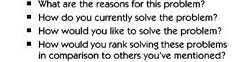 ▪ What are the reasons for this problem?
▪ How do you currently solve the problem?
▪ How would you like to solve the problem?
▪ How would you rank solving these problems
in comparison to others you've mentioned?